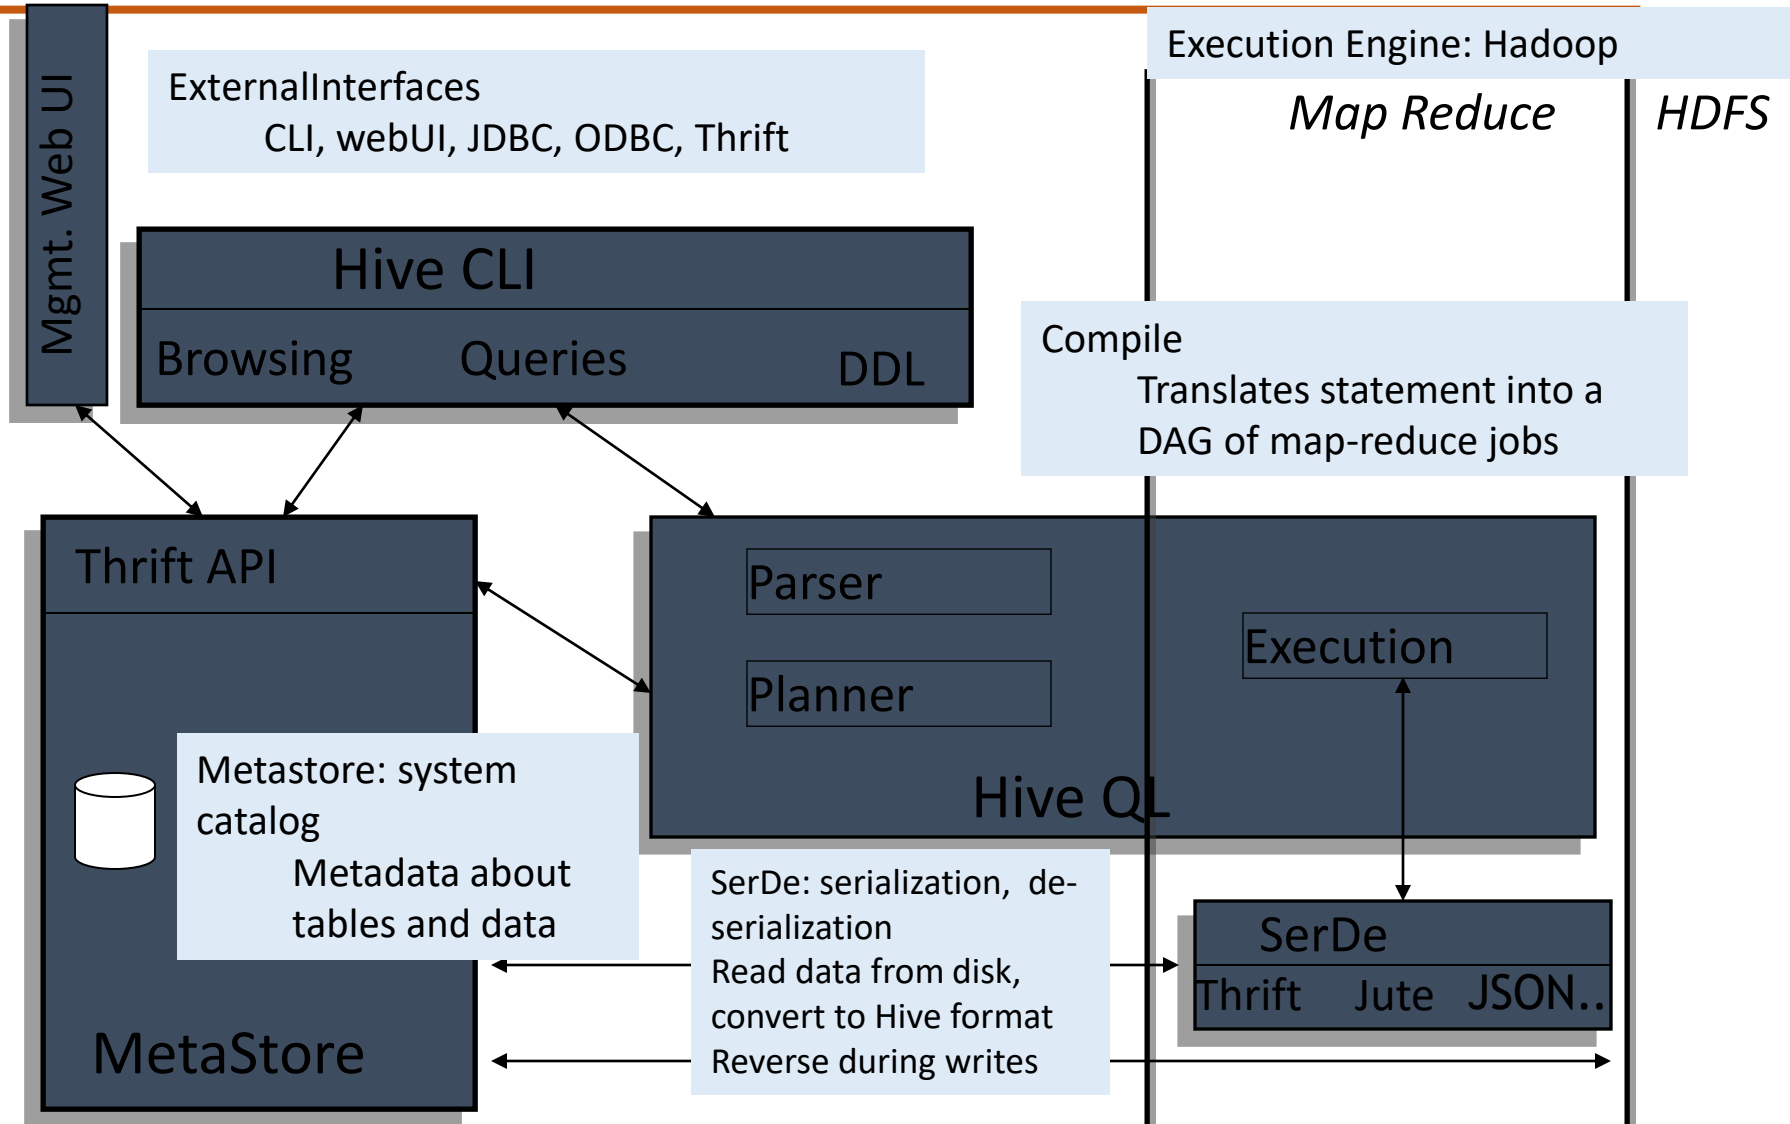 Mgmt. Web UI
ExternalInterfaces
CLI, webUI, JDBC, ODBC, Thrift
Execution Engine: Hadoop
Map Reduce
HDFS
Hive CLI
Browsing
Queries
DDL
Compile
Translates statement into a
DAG of map-reduce jobs
Thrift API
Parser
Planner
Execution
Hive QL
Metastore: system
catalog
Metadata about
tables and data
MetaStore
SerDe: serialization, de-
serialization
Read data from disk,
convert to Hive format
Reverse during writes
SerDe
Thrift
Jute
JSON..